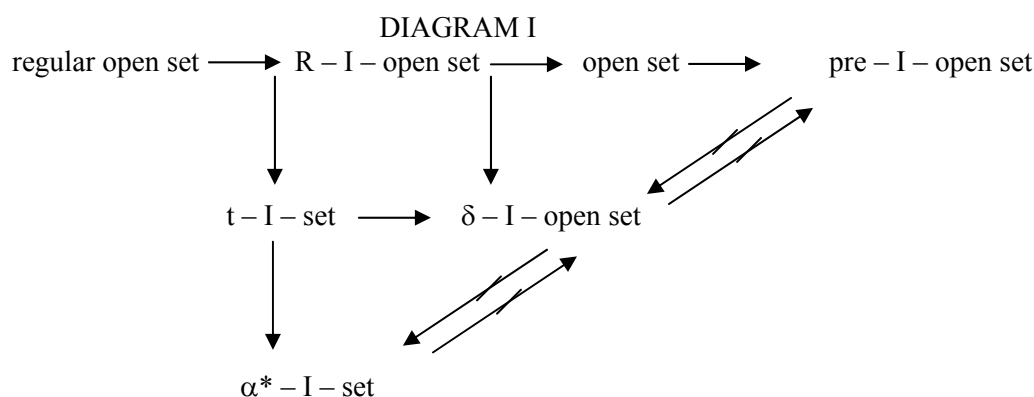 DIAGRAM I
regular open set R – I – open set open set pre – I – open set
t – I – set δ – I – open set
α* – I – set